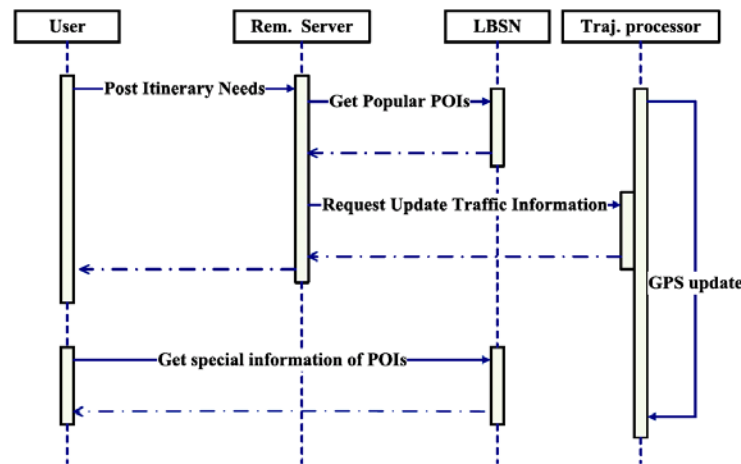 User
Rem. Server
LBSN
Traj. processor
Post Itinerary Needs
Get Popular POIs
Request Update Traffic Information
GPS update
Get special information of POIs